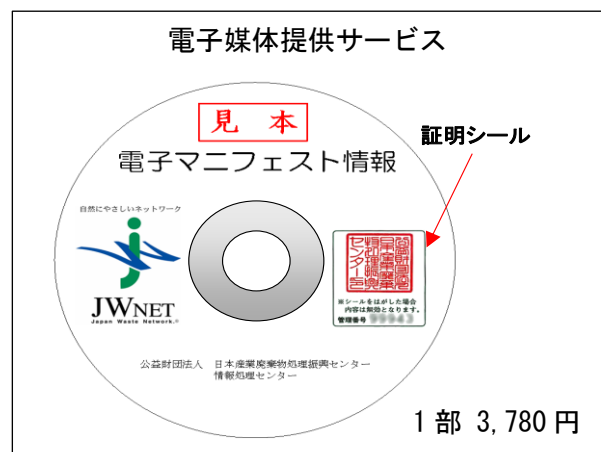 電子媒体提供サービス
見 本
証明シール
電子マニフェスト情報
自然にやさしいネットワーク
JWNET
Japan Waste Network.®
※シールをはがした場合
内容は無効となります。
管理番号
公益財団法人 日本産業廃棄物処理振興センター
情報処理センター
1部 3,780円